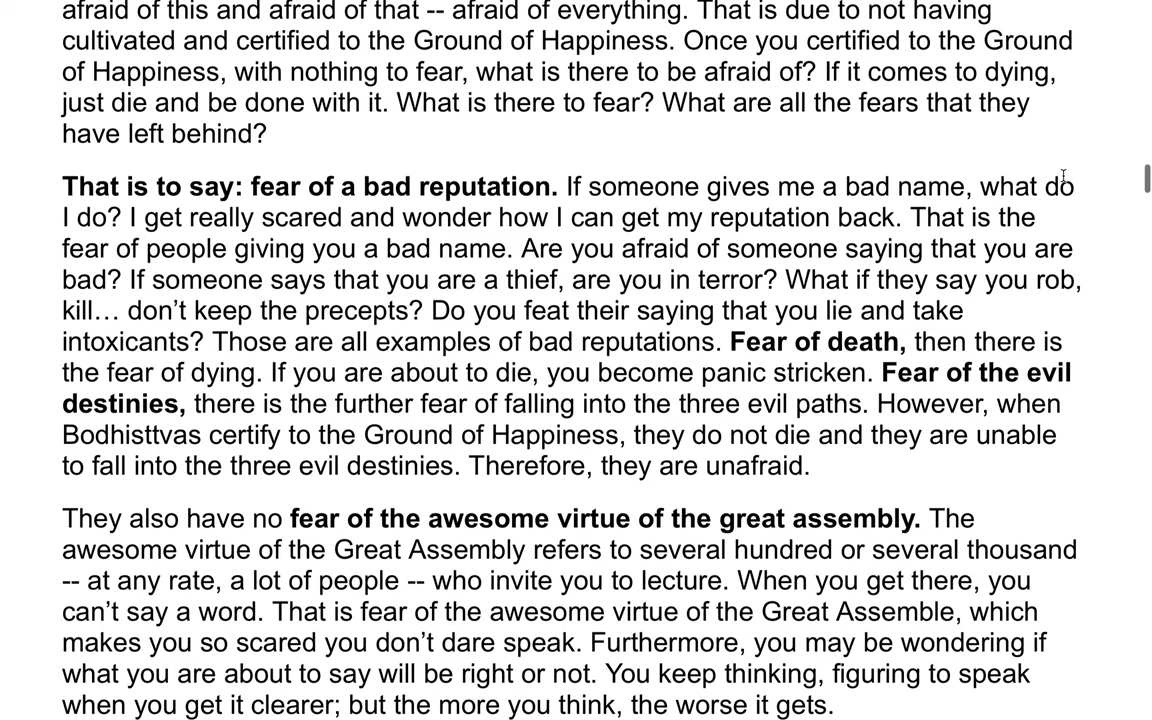 afraid of this and afraid of that -- afraid of everything. That is due to not having
cultivated and certified to the Ground of Happiness. Once you certified to the Ground
of Happiness, with nothing to fear, what is there to be afraid of? If it comes to dying,
just die and be done with it. What is there to fear? What are all the fears that they
have left behind?
That is to say: fear of a bad reputation. If someone gives me a bad name, what do
I do? I get really scared and wonder how I can get my reputation back. That is the
fear of people giving you a bad name. Are you afraid of someone saying that you are
bad? If someone says that you are a thief, are you in terror? What if they say you rob,
kill… don’t keep the precepts? Do you feat their saying that you lie and take
intoxicants? Those are all examples of bad reputations. Fear of death, then there is
the fear of dying. If you are about to die, you become panic stricken. Fear of the evil
destinies, there is the further fear of falling into the three evil paths. However, when
Bodhisttvas certify to the Ground of Happiness, they do not die and they are unable
to fall into the three evil destinies. Therefore, they are unafraid.
They also have no fear of the awesome virtue of the great assembly. The
awesome virtue of the Great Assembly refers to several hundred or several thousand
-- at any rate, a lot of people -- who invite you to lecture. When you get there, you
can’t say a word. That is fear of the awesome virtue of the Great Assemble, which
makes you so scared you don’t dare speak. Furthermore, you may be wondering if
what you are about to say will be right or not. You keep thinking, figuring to speak
when you get it clearer; but the more you think, the worse it gets.